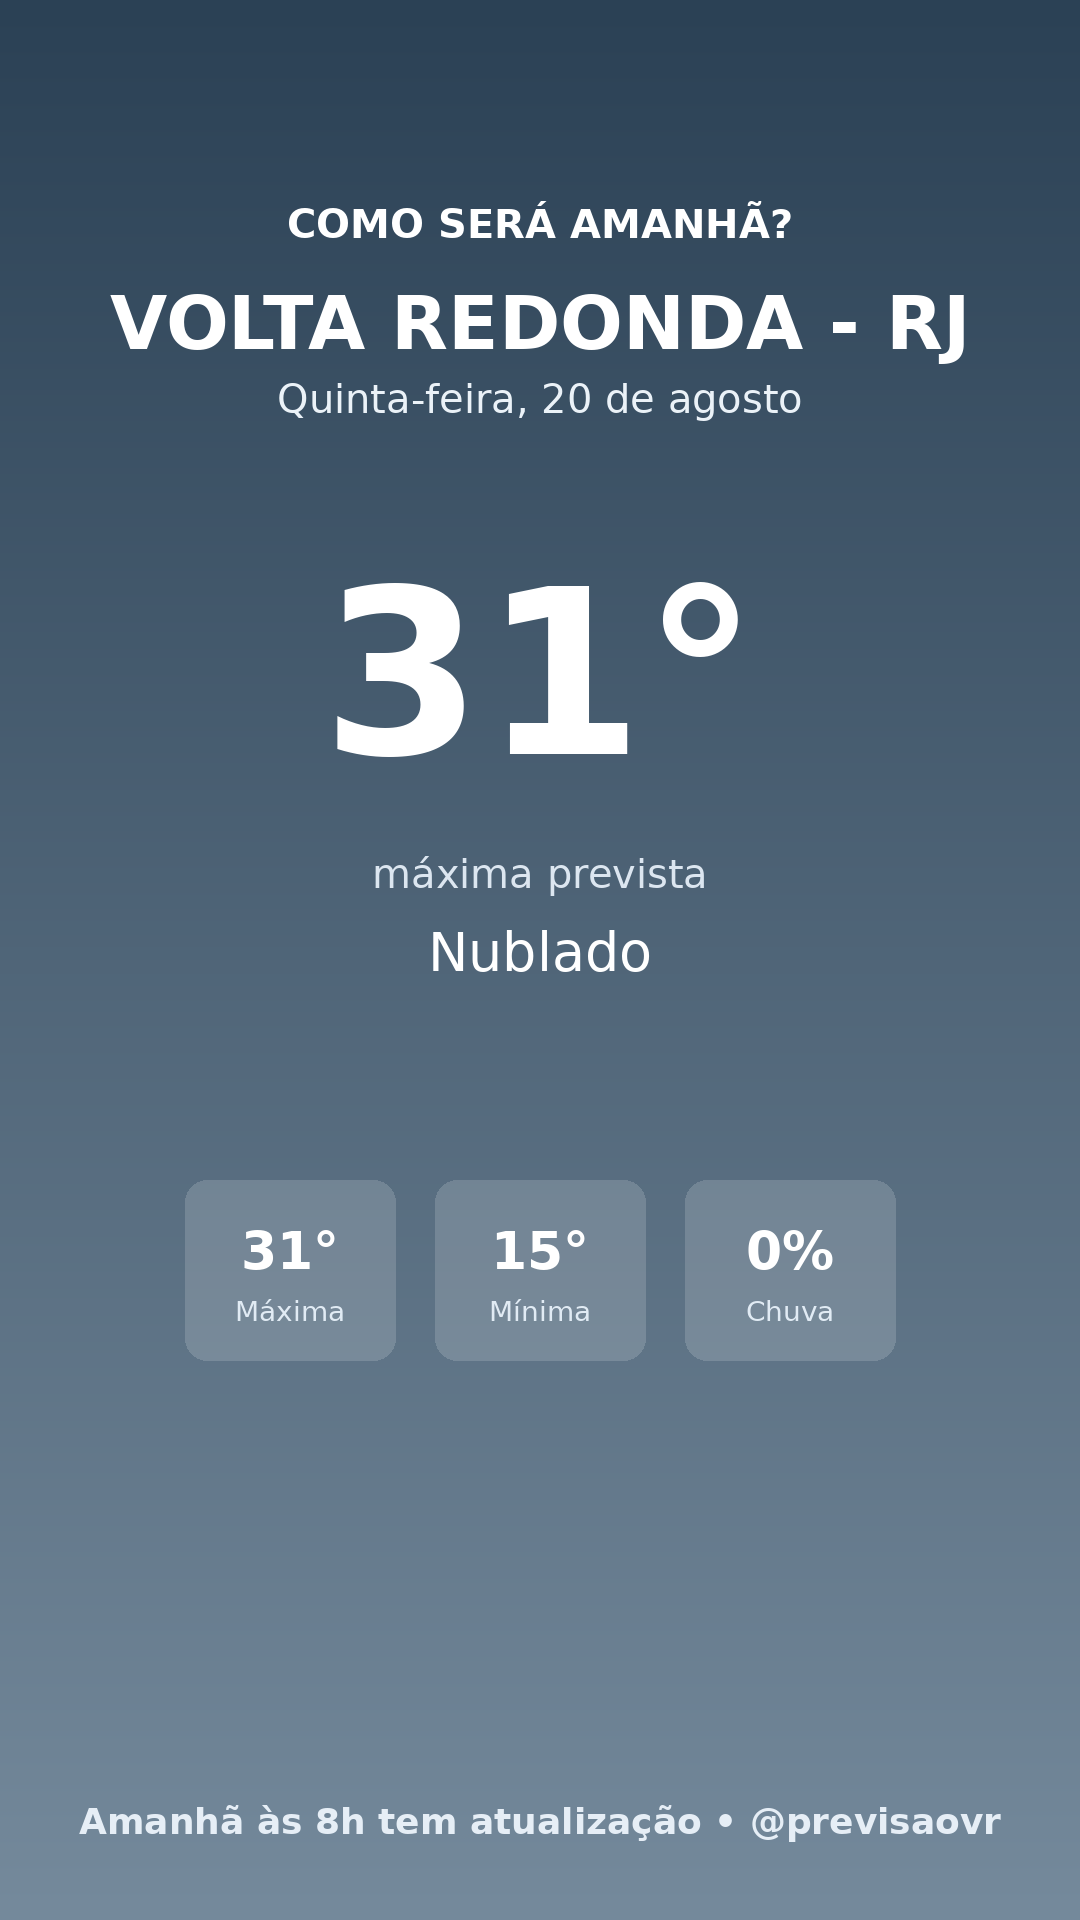 COMO SERÁ AMANHÃ?
VOLTA REDONDA - RJ
Quinta-feira, 20 de agosto
31°
máxima prevista
Nublado
31° 15° 0%
Máxima Mínima Chuva
Amanhã às 8h tem atualização • @previsaovr